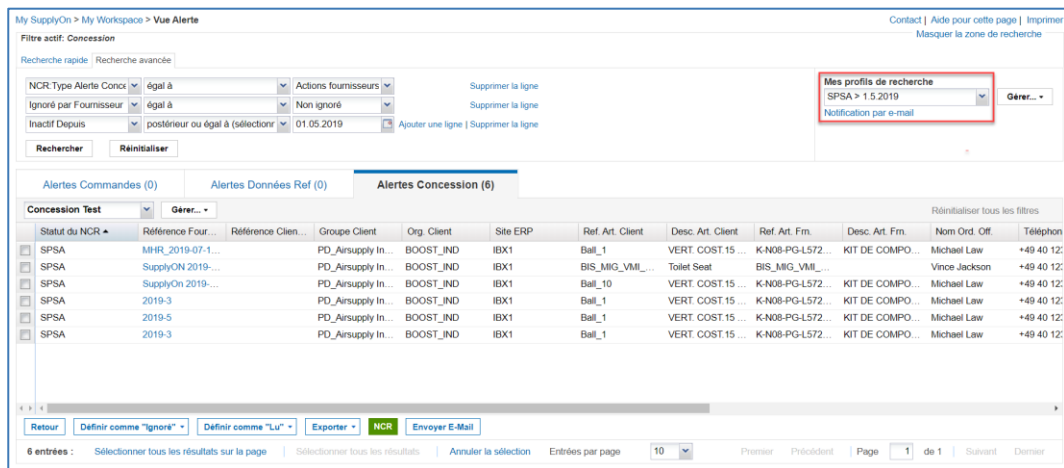 My SupplyOn > My Workspace > Vue Alerte Contact | Aide pour cette page | Imprimer
Filtre actif: Concession Masquer la zone de recherche
Recherche rapide Recherche avancée
NCR:Type Alerte Conce égal à Actions fournisseurs Supprimer la ligne Mes profils de recherche
Ignoré par Fournisseur égal à Non ignoré Supprimer la ligne SPSA > 1.5.2019 Gérer...
Inactif Depuis postérieur ou égal à (sélectionr 01.05.2019 Ajouter une ligne | Supprimer la ligne Notification par e-mail
Rechercher Réinitialiser
Alertes Commandes (0) Alertes Données Ref (0) Alertes Concession (6)
Concession Test Gérer... Réinitialiser tous les filtres
Statut du NCR Référence Four... Référence Clien... Groupe Client Org. Client Site ERP Ref. Art. Client Desc. Art. Client Ref. Art. Frn. Desc. Art. Frn. Nom Ord. Off. Téléphon
SPSA MHR_2019-07-1... PD_Airsupply In... BOOST_IND IBX1 Ball_1 VERT. COST.15 ... K-N08-PG-L572... KIT DE COMPO... Michael Law +49 40 123
SPSA SupplyON 2019-... PD_Airsupply In... BOOST_IND IBX1 BIS_MIG_VMI_... Toilet Seat BIS_MIG_VMI_... Vince Jackson +49 40 123
SPSA SupplyOn 2019-... PD_Airsupply In... BOOST_IND IBX1 Ball_10 VERT. COST.15 ... K-N08-PG-L572... KIT DE COMPO... Michael Law +49 40 123
SPSA 2019-3 PD_Airsupply In... BOOST_IND IBX1 Ball_1 VERT. COST.15 ... K-N08-PG-L572... KIT DE COMPO... Michael Law +49 40 123
SPSA 2019-5 PD_Airsupply In... BOOST_IND IBX1 Ball_1 VERT. COST.15 ... K-N08-PG-L572... KIT DE COMPO... Michael Law +49 40 123
SPSA 2019-3 PD_Airsupply In... BOOST_IND IBX1 Ball_1 VERT. COST.15 ... K-N08-PG-L572... KIT DE COMPO... Michael Law +49 40 123
Retour Définir comme "Ignoré" Définir comme "Lu" Exporter NCR Envoyer E-Mail
6 entrées : Sélectionner tous les résultats sur la page | Sélectionner tous les résultats | Annuler la sélection Entrées par page 10 Premier Précédent | Page 1 de 1 | Suivant Dernier